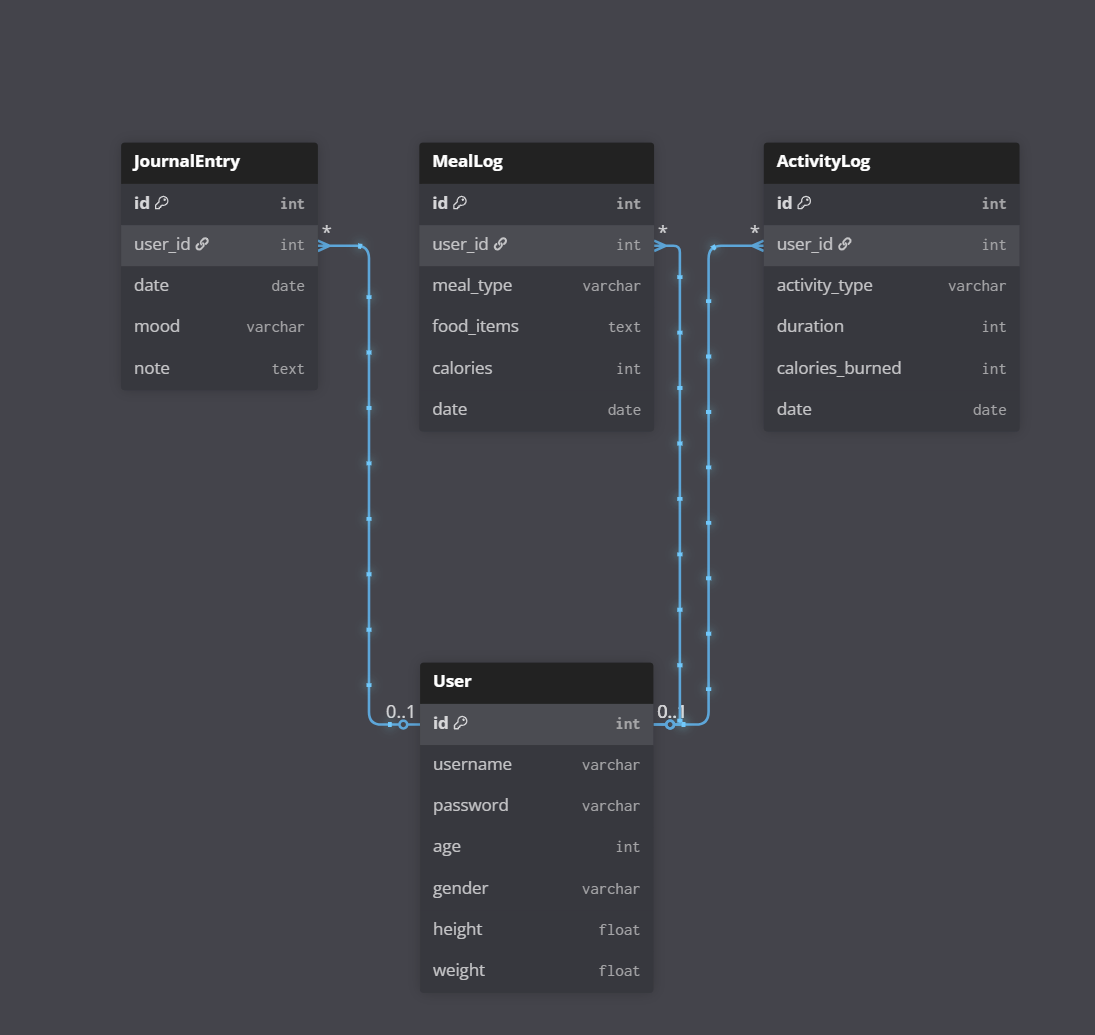 JournalEntry
id int
user_id int
date date
mood varchar
note text
*
MealLog
id int
user_id int
meal_type varchar
food_items text
calories int
date date
*
*
ActivityLog
id int
user_id int
activity_type varchar
duration int
calories_burned int
date date
0..1
User
id int
username varchar
password varchar
age int
gender varchar
height float
weight float
0..1